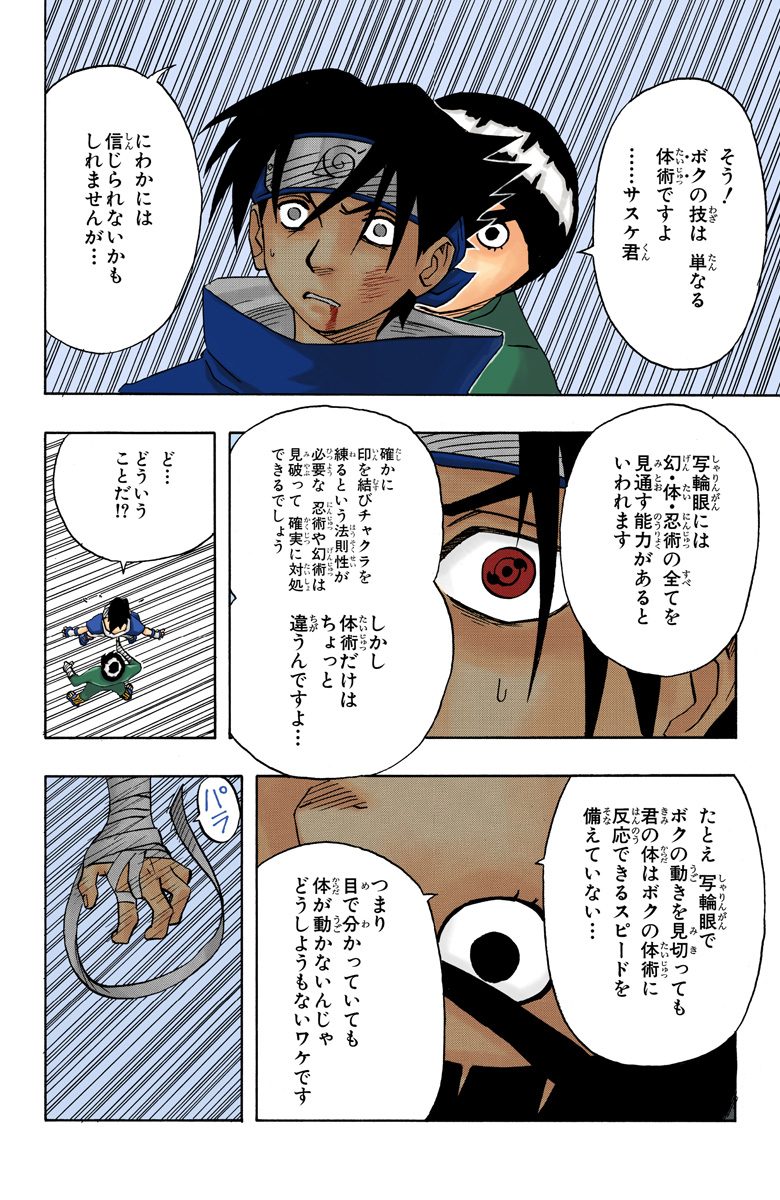 そう！
ボクの技は 単なる
体術ですよ
……サスケ君
にわかには
信じられないかも
しれませんが…
写輪眼には
幻・体・忍術の全てを
見通す能力があると
いわれます
確かに
印を結びチャクラを
練るという法則性が
必要な 忍術や幻術は
見破って 確実に対処
できるでしょう
しかし
体術だけは
ちょっと
違うんですよ…
ど…
どういう
ことだ!?
たとえ 写輪眼で
ボクの動きを見切っても
君の体はボクの体術に
反応できるスピードを
備えていない…
つまり
目で分かっていても
体が動かないんじゃ
どうしようもないワケです
パラ